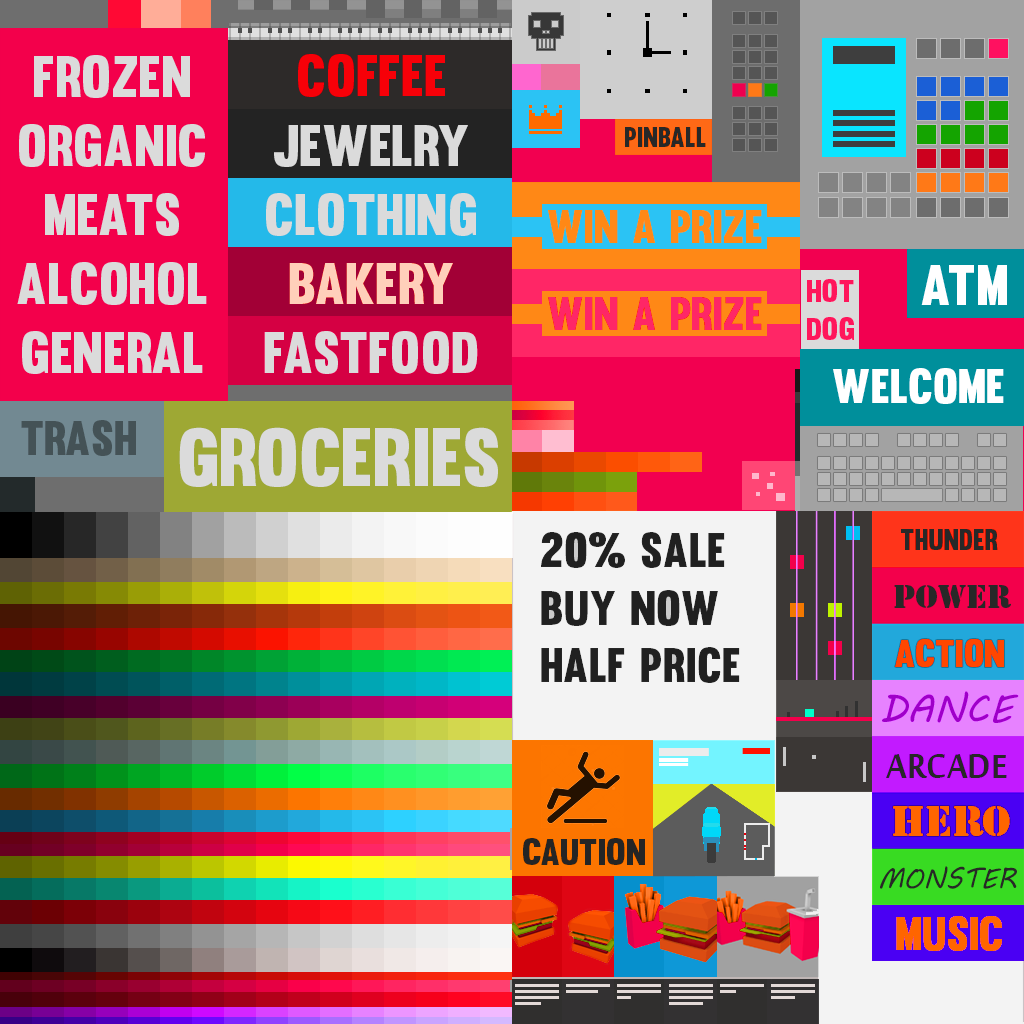 FROZEN
ORGANIC
MEATS
ALCOHOL
GENERAL
COFFEE
JEWELRY
CLOTHING
BAKERY
FASTFOOD
TRASH
GROCERIES
PINBALL
WIN A PRIZE
WIN A PRIZE
HOT
DOG
ATM
WELCOME
20% SALE
BUY NOW
HALF PRICE
CAUTION
THUNDER
POWER
ACTION
DANCE
ARCADE
HERO
MONSTER
MUSIC